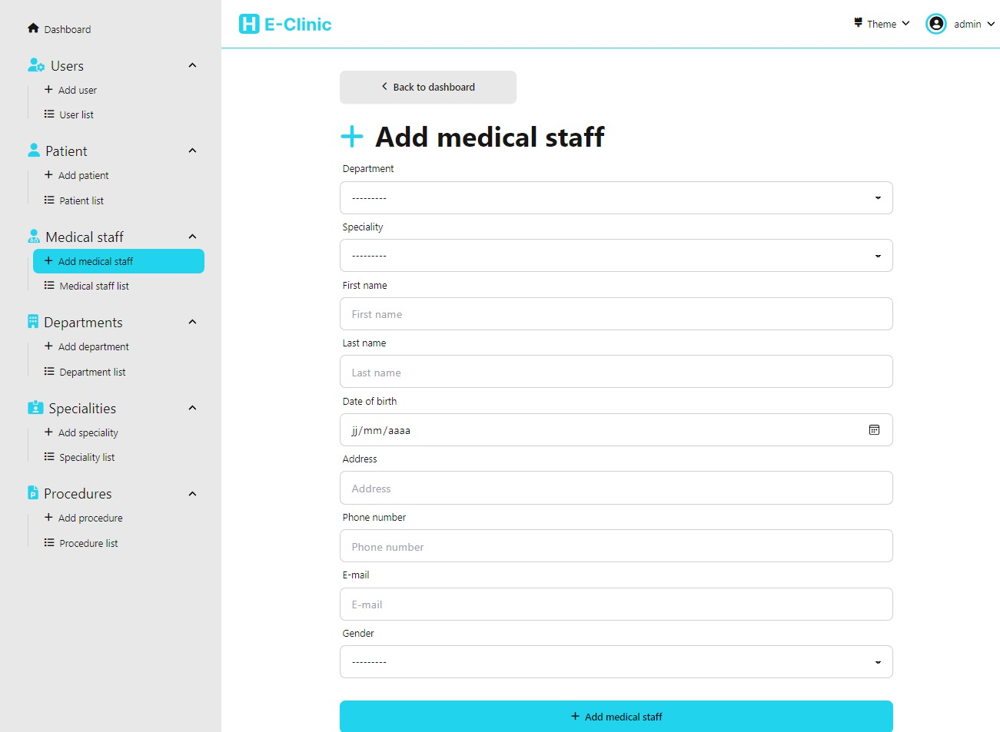 Dashboard
Users
Add user
User list
Patient
Add patient
Patient list
Medical staff
Add medical staff
Medical staff list
Departments
Add department
Department list
Specialities
Add speciality
Speciality list
Procedures
Add procedure
Procedure list
H E-Clinic
Theme
admin
Back to dashboard
Add medical staff
Department
---------
Speciality
---------
First name
First name
Last name
Last name
Date of birth
jj/mm/aaaa
Address
Address
Phone number
Phone number
E-mail
E-mail
Gender
---------
Add medical staff